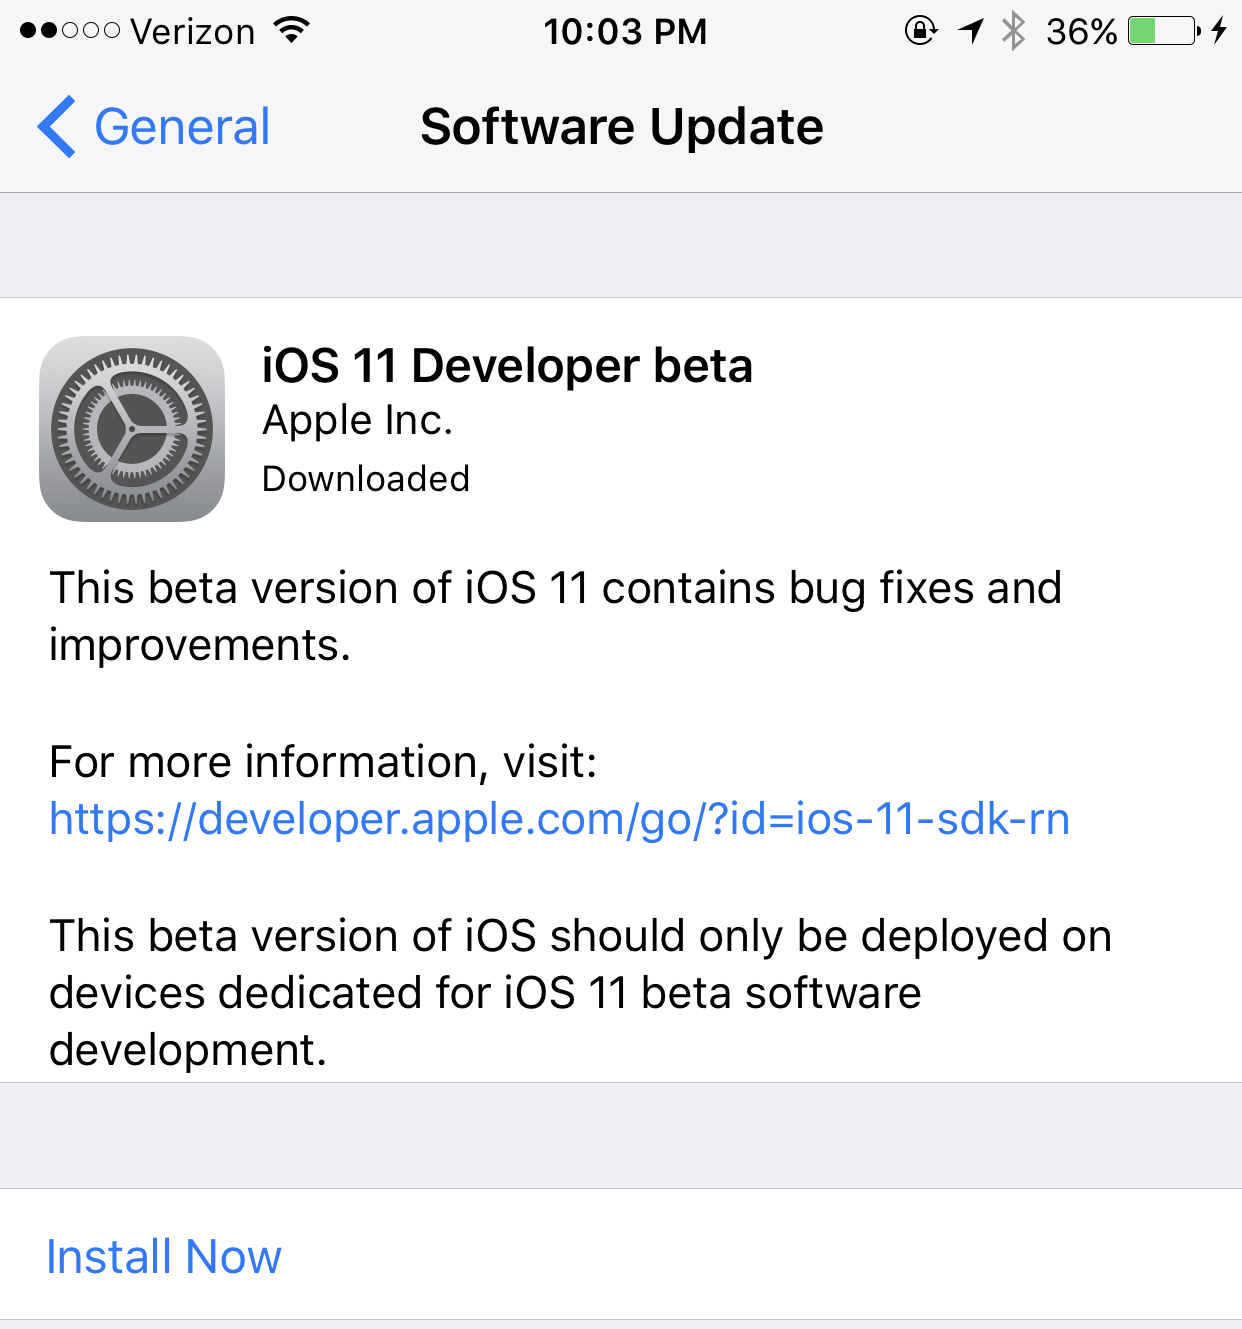 Verizon 10:03 PM 36%
General Software Update
iOS 11 Developer beta
Apple Inc.
Downloaded
This beta version of iOS 11 contains bug fixes and
improvements.
For more information, visit:
https://developer.apple.com/go/?id=ios-11-sdk-rn
This beta version of iOS should only be deployed on
devices dedicated for iOS 11 beta software
development.
Install Now